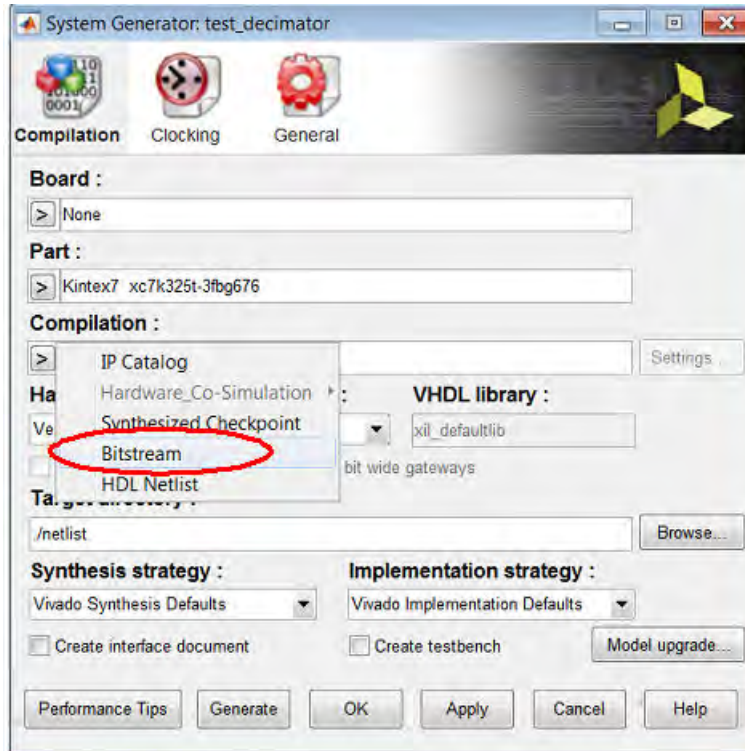 System Generator: test_decimator
Compilation Clocking General
Board :
> None
Part :
> Kintex7 xc7k325t-3fbg676
Compilation :
> Settings...
IP Catalog
Hardware_Co-Simulation
Ha : VHDL library :
Synthesized Checkpoint
Ve xil_defaultlib
Bitstream
bit wide gateways
HDL Netlist
Target directory :
./netlist Browse...
Synthesis strategy : Implementation strategy :
Vivado Synthesis Defaults Vivado Implementation Defaults
Create interface document Create testbench Model upgrade...
Performance Tips Generate OK Apply Cancel Help